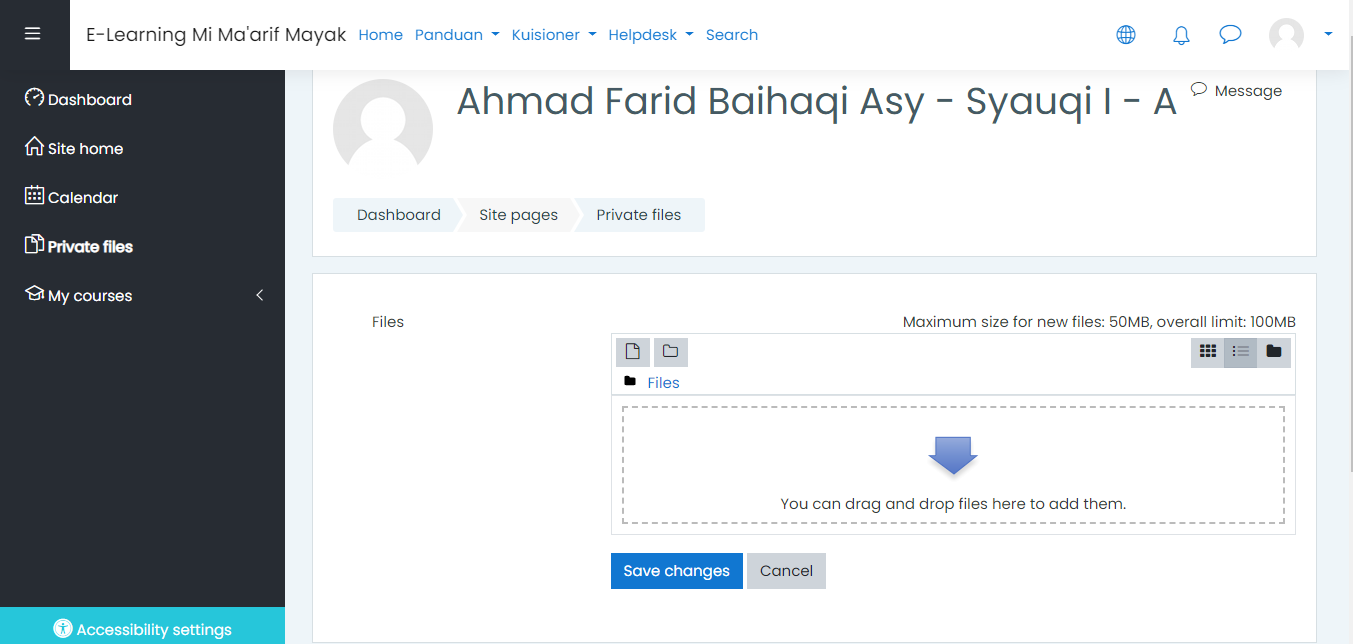 E-Learning Mi Ma'arif Mayak Home Panduan Kuisioner Helpdesk Search
Dashboard
Site home
Calendar
Private files
My courses
Accessibility settings
Ahmad Farid Baihaqi Asy - Syauqi I - A
Message
Dashboard Site pages Private files
Files
Maximum size for new files: 50MB, overall limit: 100MB
Files
You can drag and drop files here to add them.
Save changes Cancel